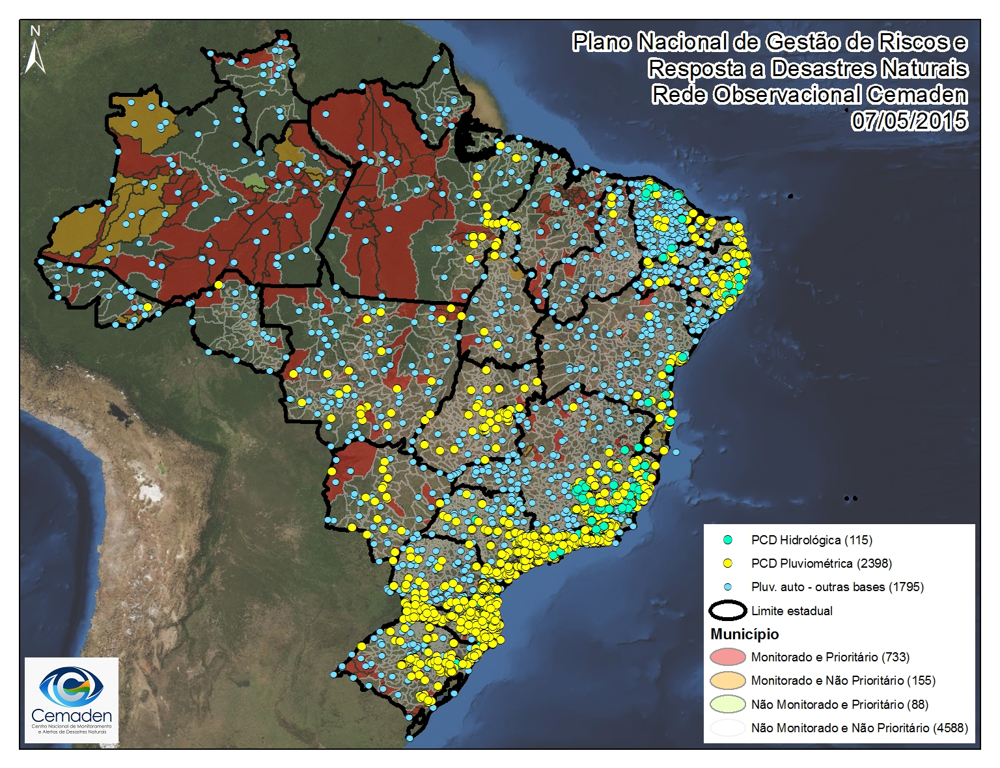 N
Plano Nacional de Gestão de Riscos e
Resposta a Desastres Naturais
Rede Observacional Cemaden
07/05/2015
PCD Hidrológica (115)
PCD Pluviométrica (2398)
Pluv. auto - outras bases (1795)
Limite estadual
Município
Monitorado e Prioritário (733)
Monitorado e Não Prioritário (155)
Não Monitorado e Prioritário (88)
Não Monitorado e Não Prioritário (4588)
Cemaden
Centro Nacional de Monitoramento
e Alertas de Desastres Naturais